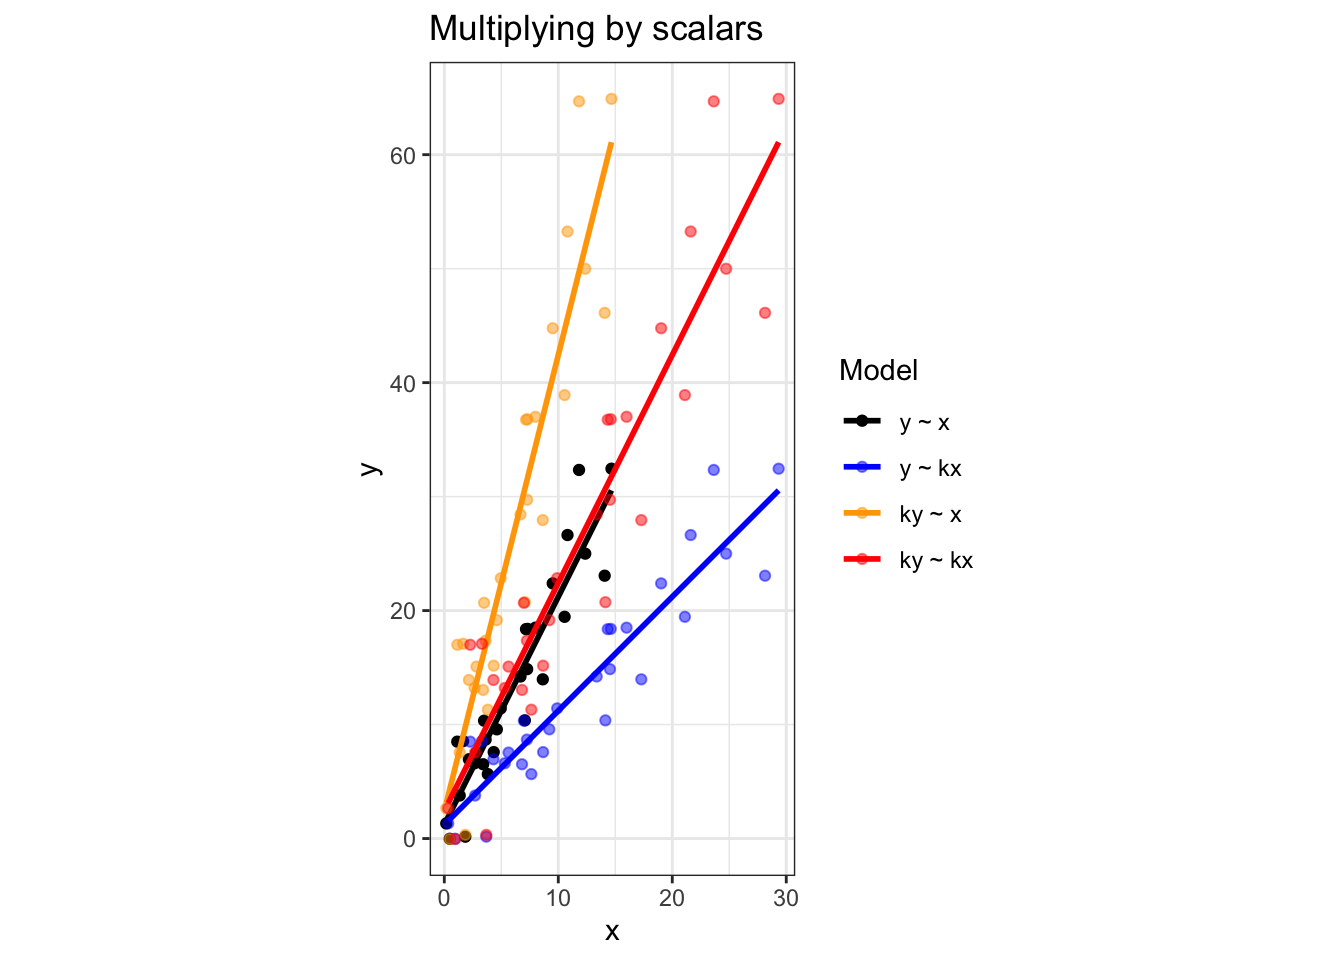 Multiplying by scalars
60
40
20
0
y
0 10 20 30
x
Model
y ~ x
y ~ kx
ky ~ x
ky ~ kx